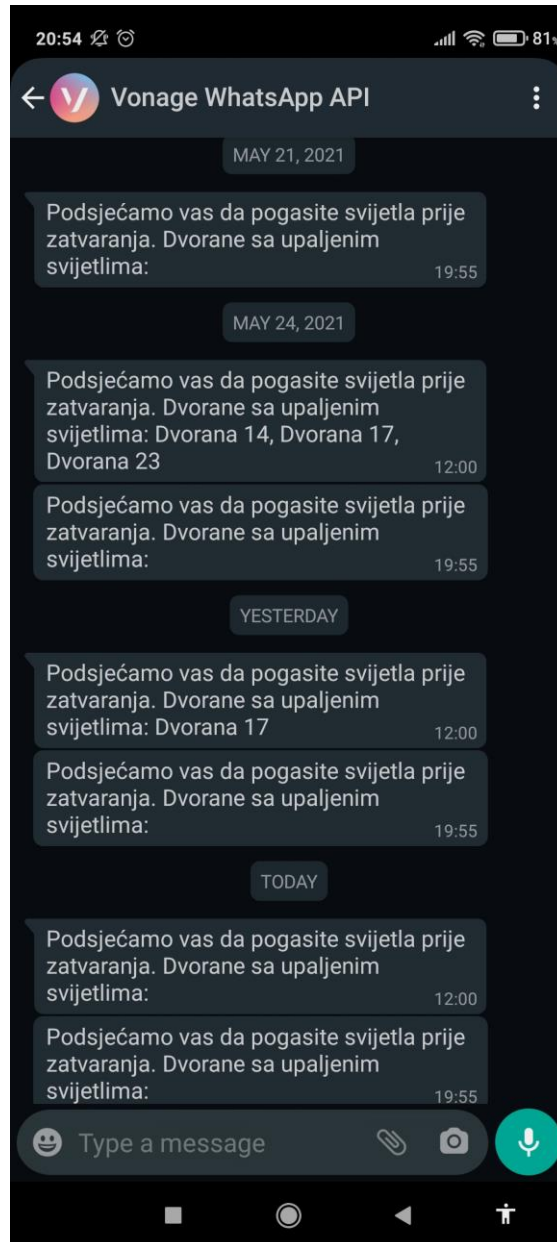 20:54
81
Vonage WhatsApp API
MAY 21, 2021
Podsjećamo vas da pogasite svijetla prije
zatvaranja. Dvorane sa upaljenim
svijetlima:
19:55
MAY 24, 2021
Podsjećamo vas da pogasite svijetla prije
zatvaranja. Dvorane sa upaljenim
svijetlima: Dvorana 14, Dvorana 17,
Dvorana 23
12:00
Podsjećamo vas da pogasite svijetla prije
zatvaranja. Dvorane sa upaljenim
svijetlima:
19:55
YESTERDAY
Podsjećamo vas da pogasite svijetla prije
zatvaranja. Dvorane sa upaljenim
svijetlima: Dvorana 17
12:00
Podsjećamo vas da pogasite svijetla prije
zatvaranja. Dvorane sa upaljenim
svijetlima:
19:55
TODAY
Podsjećamo vas da pogasite svijetla prije
zatvaranja. Dvorane sa upaljenim
svijetlima:
12:00
Podsjećamo vas da pogasite svijetla prije
zatvaranja. Dvorane sa upaljenim
svijetlima:
19:55
Type a message